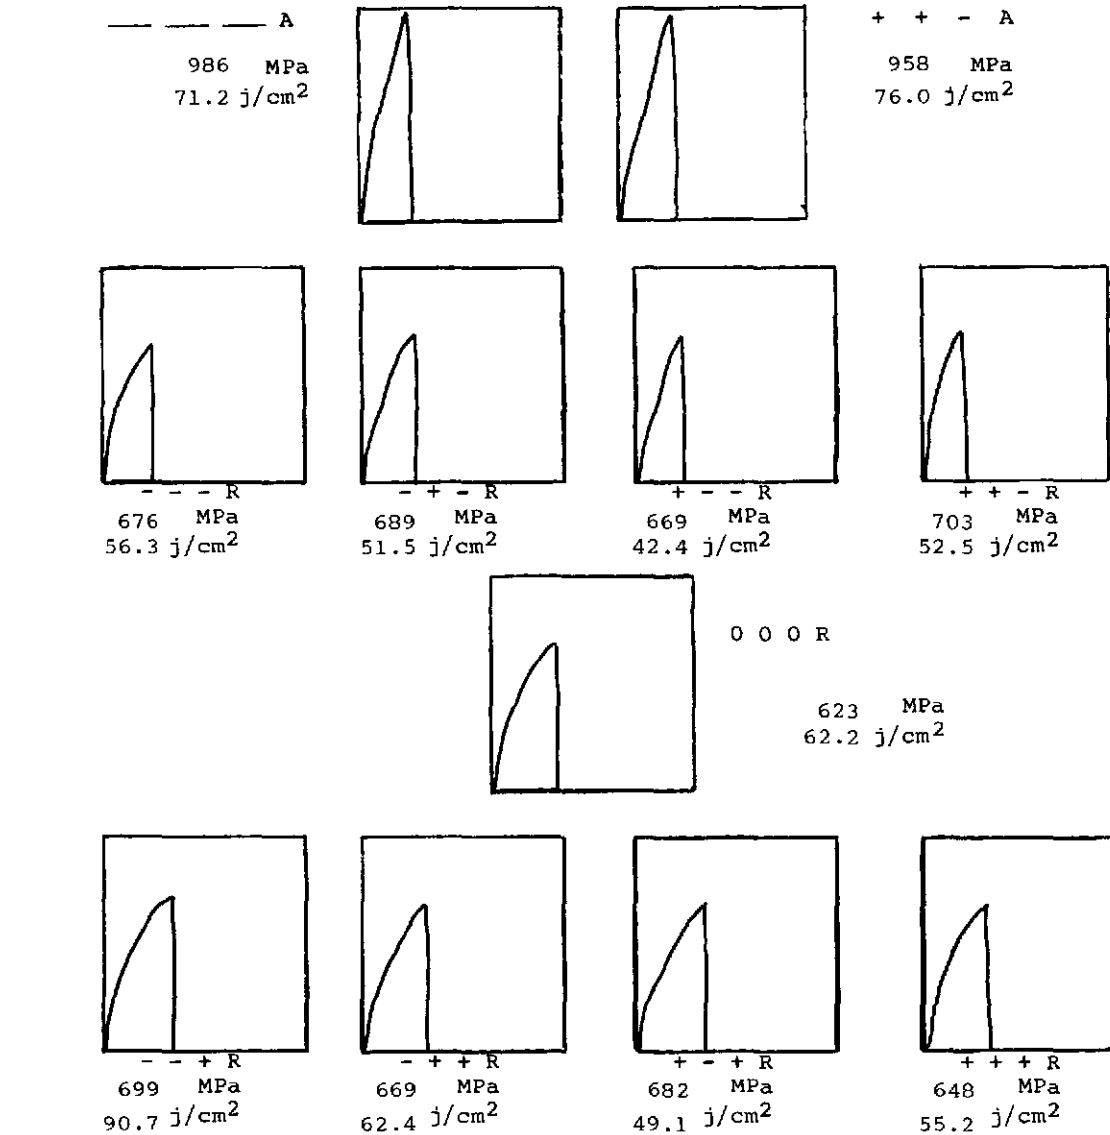 — — — A
986 MPa
71.2 j/cm²
+ + - A
958 MPa
76.0 j/cm²
- - - R
676 MPa
56.3 j/cm²
- + - R
689 MPa
51.5 j/cm²
+ - - R
669 MPa
42.4 j/cm²
+ + - R
703 MPa
52.5 j/cm²
0 0 0 R
623 MPa
62.2 j/cm²
- - + R
699 MPa
90.7 j/cm²
- + + R
669 MPa
62.4 j/cm²
+ - + R
682 MPa
49.1 j/cm²
+ + + R
648 MPa
55.2 j/cm²